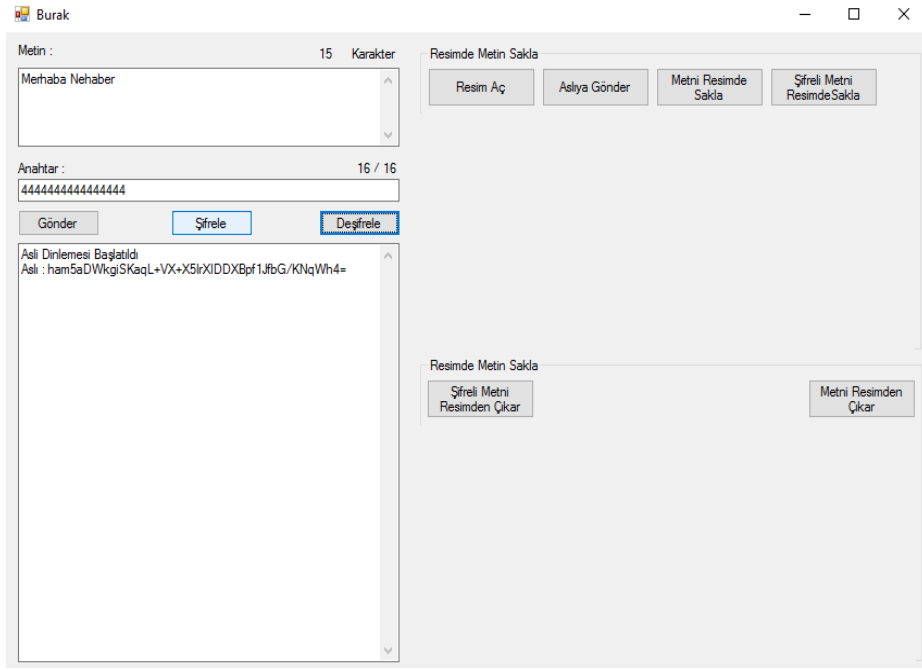 Burak
Metin :
15 Karakter
Merhaba Nehaber
Anahtar :
16 / 16
4444444444444444
Gönder
Şifrele
Deşifrele
Asli Dinlemesi Başlatıldı
Aslı : ham5aDWkgiSKaqL+VX+X5IrXIDDXBpf1JfbG/KNqWh4=
Resimde Metin Sakla
Resim Aç
Aslıya Gönder
Metni Resimde
Sakla
Şifreli Metni
ResimdeSakla
Resimde Metin Sakla
Şifreli Metni
Resimden Çıkar
Metni Resimden
Çıkar